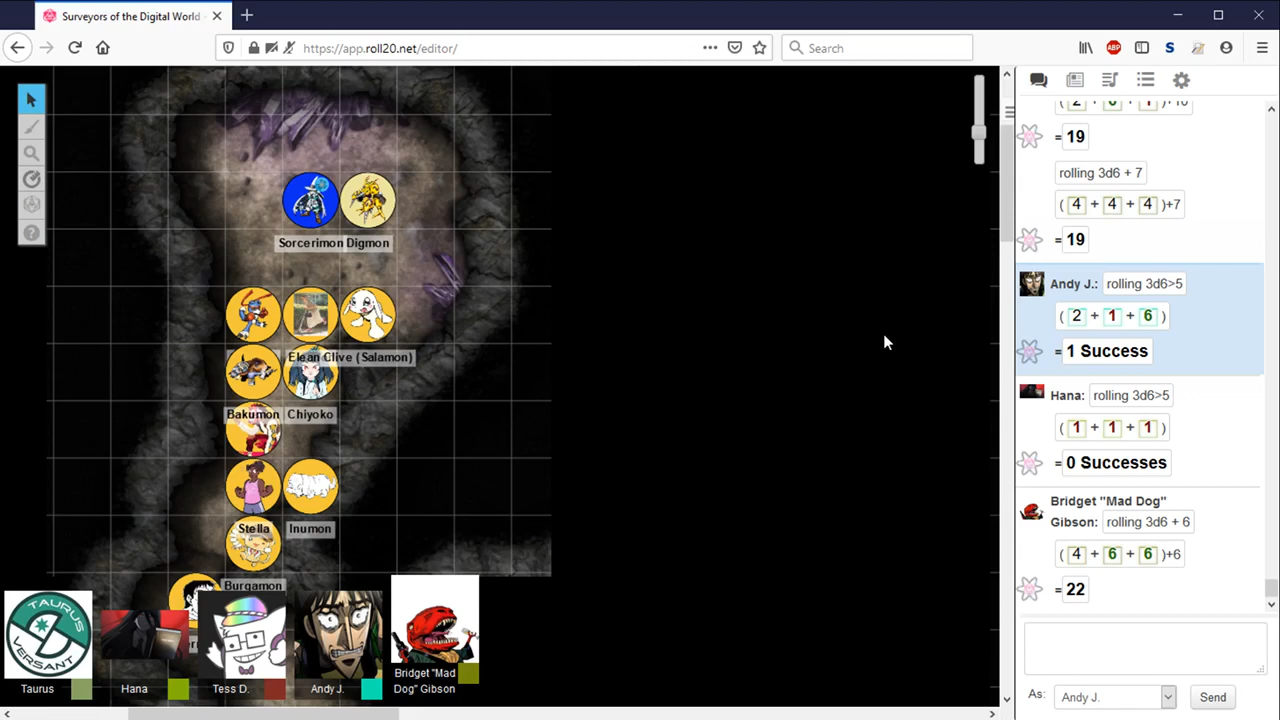 Surveyors of the Digital World
https://app.roll20.net/editor/
Search
ABP
S
Sorcerimon
Digmon
Elean
Clive (Salamon)
Bakumon
Chiyoko
Stella
Inumon
Burgamon
TAURUS
VERSANT
Taurus
Hana
Tess D.
Andy J.
Bridget "Mad
Dog" Gibson
= 19
rolling 3d6 + 7
( 4 + 4 + 4 )+7
= 19
Andy J.: rolling 3d6>5
( 2 + 1 + 6 )
= 1 Success
Hana: rolling 3d6>5
( 1 + 1 + 1 )
= 0 Successes
Bridget "Mad Dog"
Gibson: rolling 3d6 + 6
( 4 + 6 + 6 )+6
= 22
As: Andy J. Send